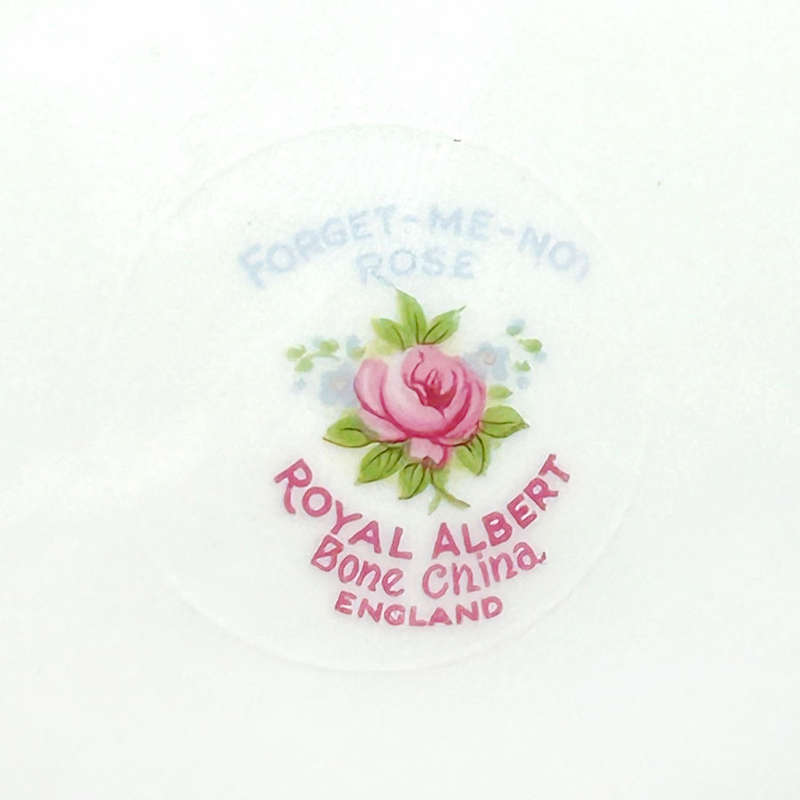 FORGET-ME-NOT
ROSE
ROYAL ALBERT
Bone China
ENGLAND